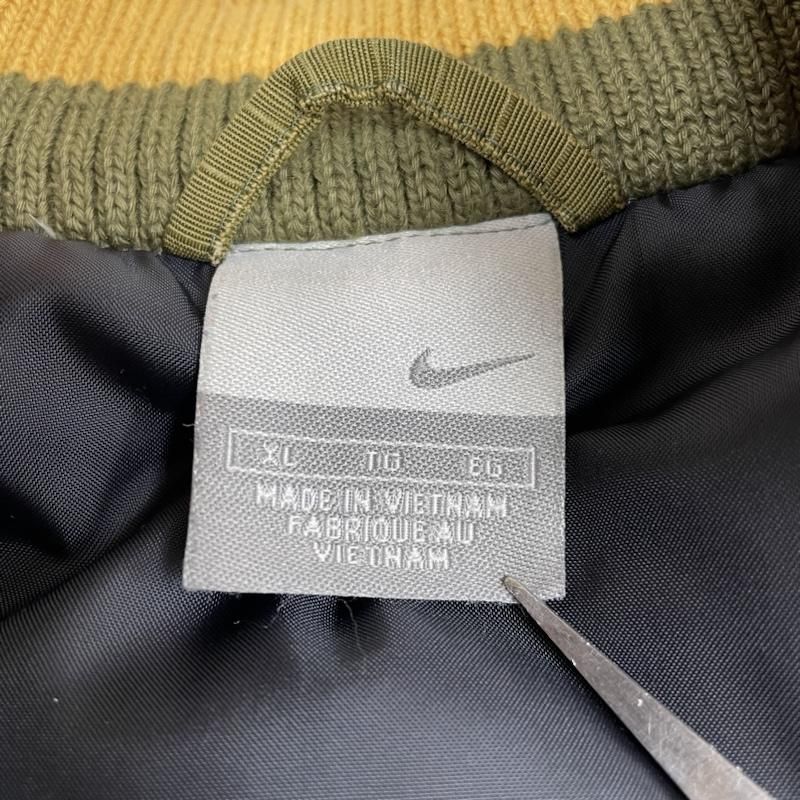 XL TG EG
MADE IN VIETNAM
FABRIQUE AU
VIETNAM